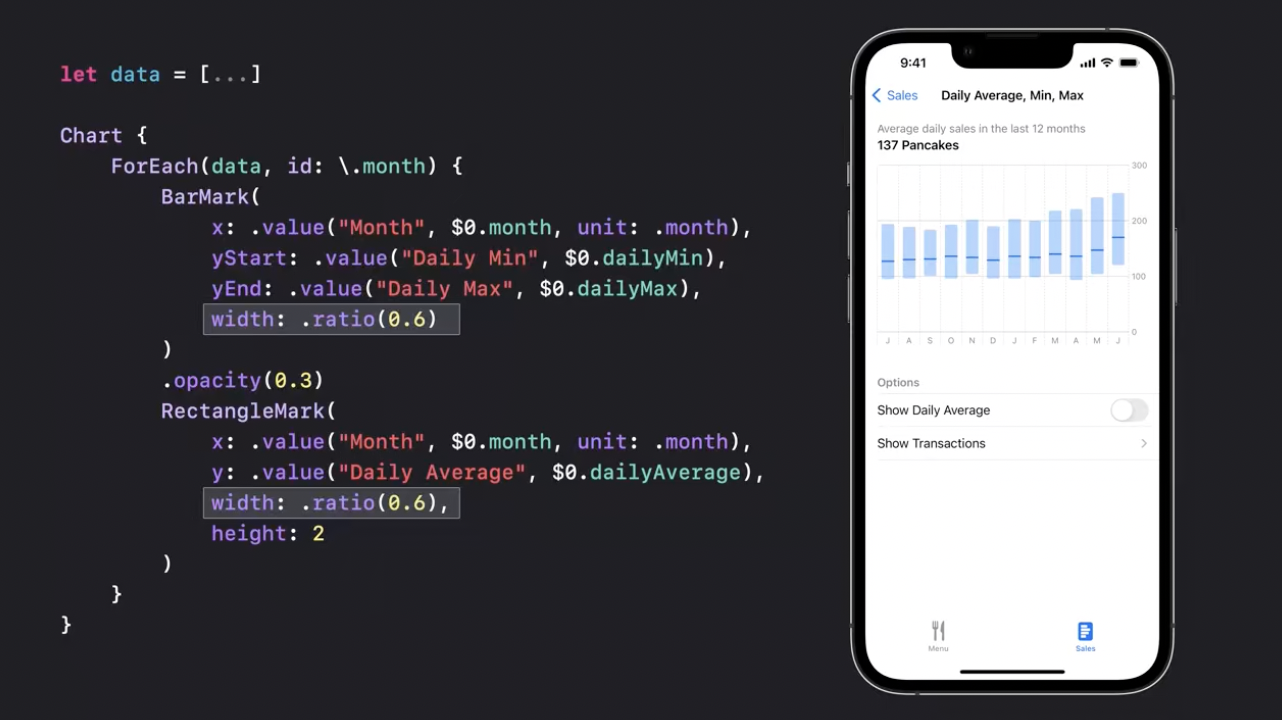 let data = [...]
Chart {
ForEach(data, id: \.month) {
BarMark(
x: .value("Month", $0.month, unit: .month),
yStart: .value("Daily Min", $0.dailyMin),
yEnd: .value("Daily Max", $0.dailyMax),
width: .ratio(0.6)
)
.opacity(0.3)
RectangleMark(
x: .value("Month", $0.month, unit: .month),
y: .value("Daily Average", $0.dailyAverage),
width: .ratio(0.6),
height: 2
)
}
}
9:41
Sales
Daily Average, Min, Max
Average daily sales in the last 12 months
137 Pancakes
300
200
100
0
J A S O N D J F M A M J
Options
Show Daily Average
Show Transactions
Menu
Sales